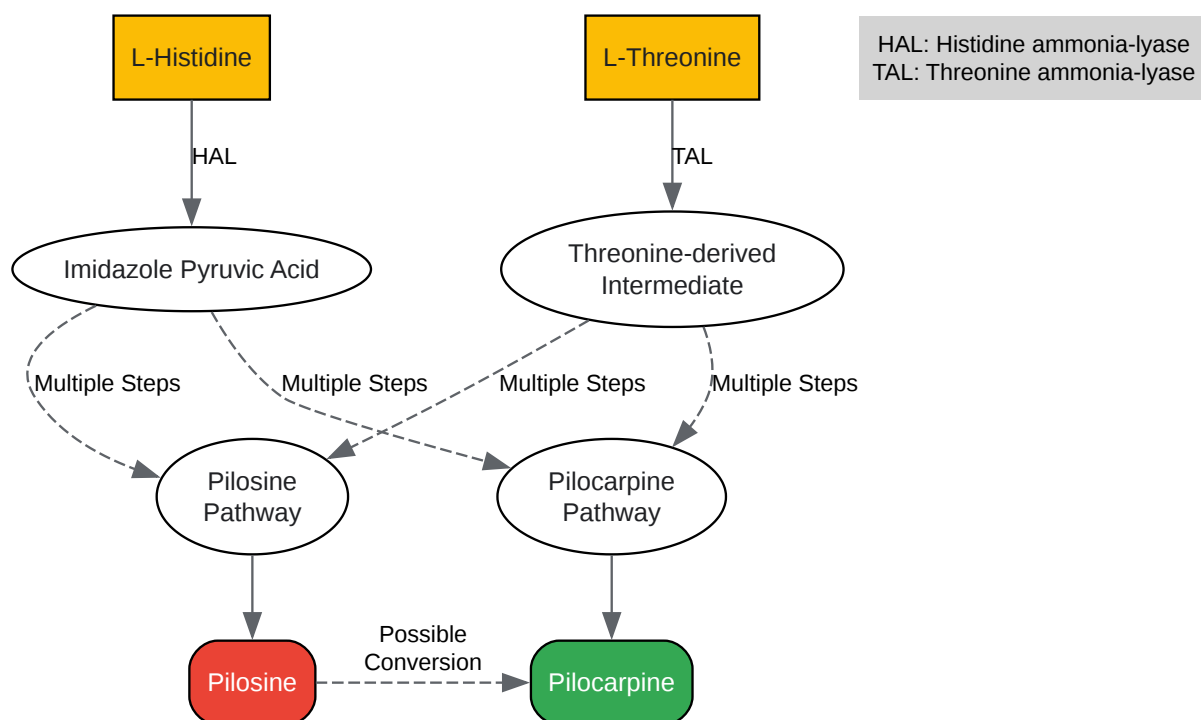 L-Histidine
L-Threonine
HAL: Histidine ammonia-lyase
TAL: Threonine ammonia-lyase
HAL
TAL
Imidazole Pyruvic Acid
Threonine-derived
Intermediate
Multiple Steps
Multiple Steps
Multiple Steps
Multiple Steps
Pilosine
Pathway
Pilocarpine
Pathway
Possible
Conversion
Pilosine
Pilocarpine